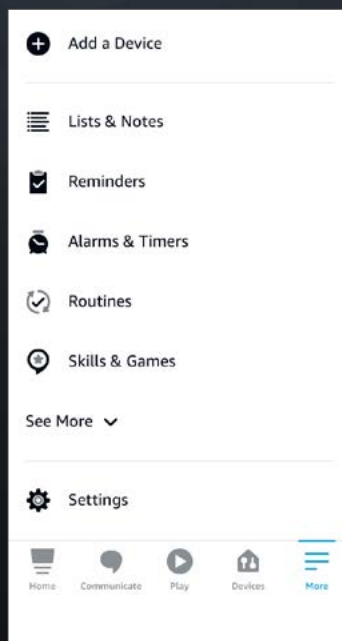 Add a Device
Lists & Notes
Reminders
Alarms & Timers
Routines
Skills & Games
See More
Settings
Home
Communicate
Play
Devices
More